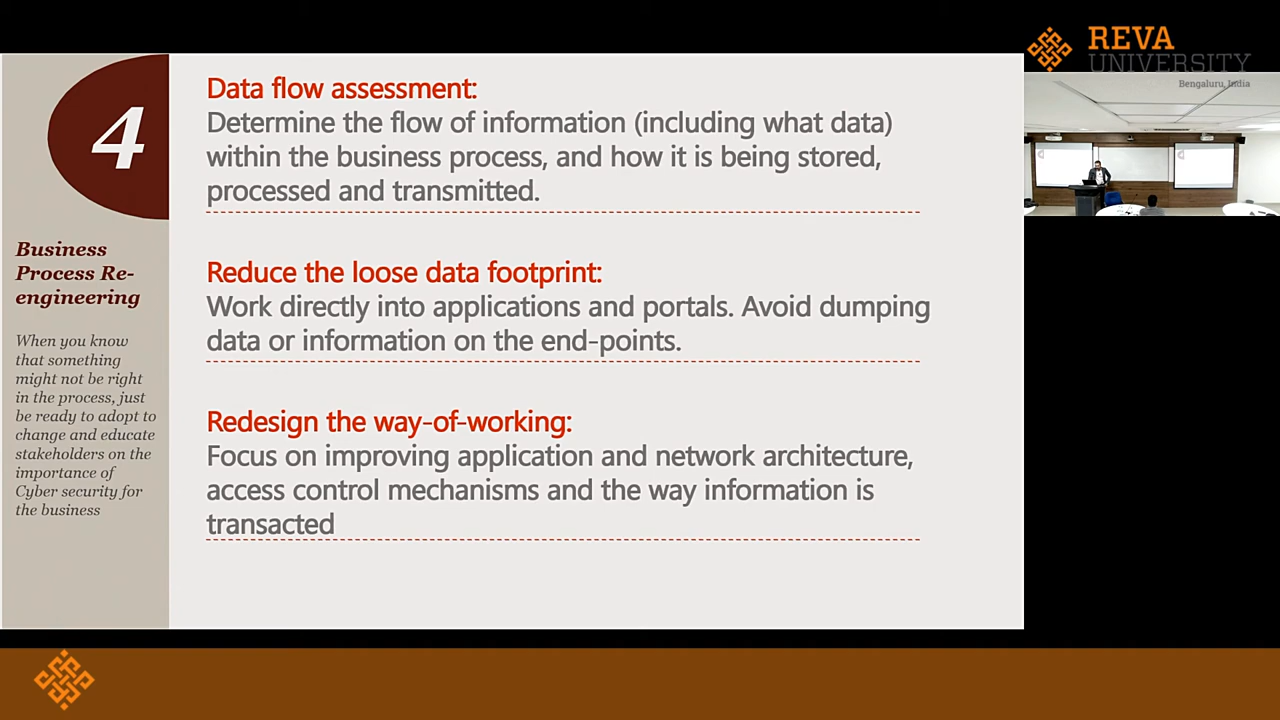 REVA
UNIVERSITY
Bengaluru, India
4
Business
Process Re-
engineering
When you know
that something
might not be right
in the process, just
be ready to adopt to
change and educate
stakeholders on the
importance of
Cyber security for
the business
Data flow assessment:
Determine the flow of information (including what data)
within the business process, and how it is being stored,
processed and transmitted.
Reduce the loose data footprint:
Work directly into applications and portals. Avoid dumping
data or information on the end-points.
Redesign the way-of-working:
Focus on improving application and network architecture,
access control mechanisms and the way information is
transacted